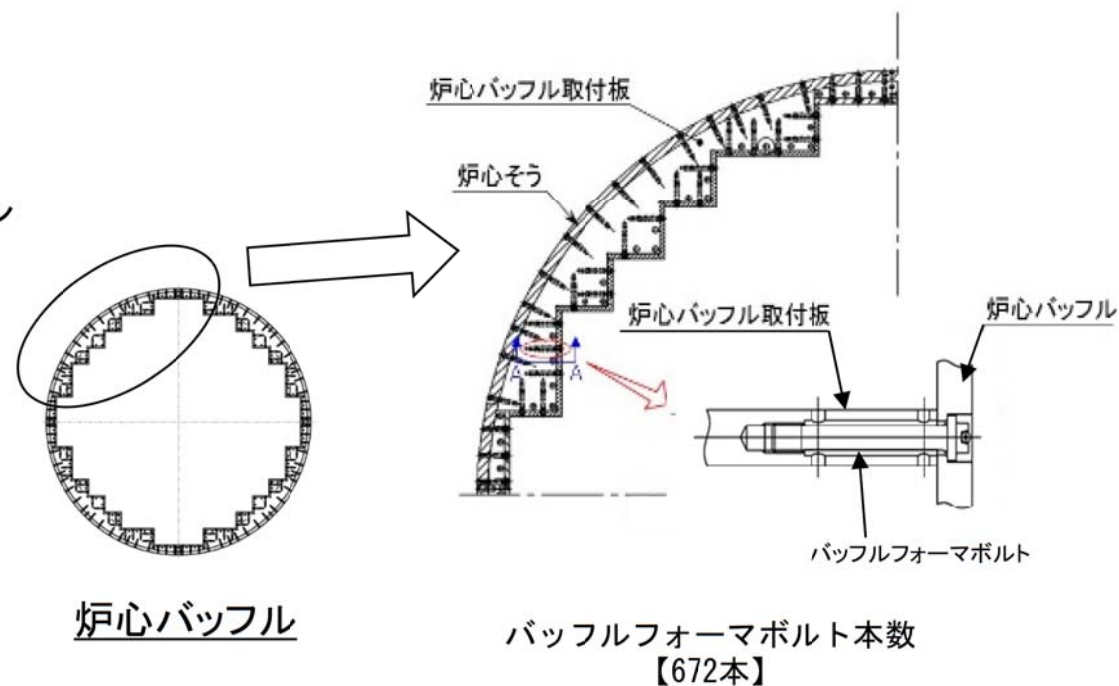 炉心バッフル取付板
炉心そう
A A
炉心バッフル取付板
炉心バッフル
バッフルフォーマボルト
炉心バッフル
バッフルフォーマボルト本数
【672本】